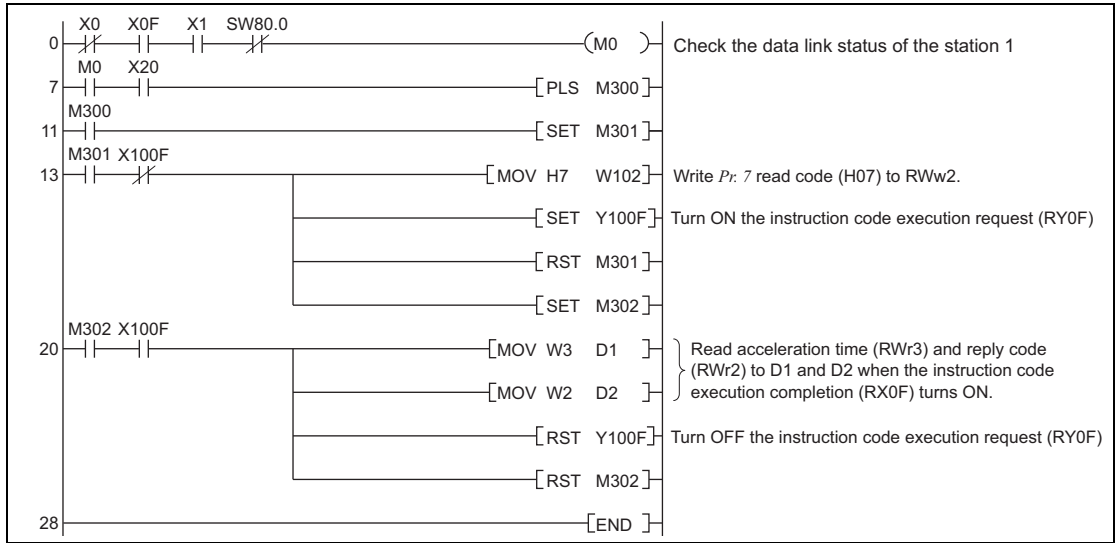 X0 X0F X1 SW80.0
0 (M0 ) Check the data link status of the station 1
M0 X20
7 [PLS M300]
M300
11 [SET M301]
M301 X100F
13 [MOV H7 W102] Write Pr. 7 read code (H07) to RWw2.
[SET Y100F] Turn ON the instruction code execution request (RY0F)
[RST M301]
[SET M302]
M302 X100F
20 [MOV W3 D1 ] Read acceleration time (RWr3) and reply code
(RWr2) to D1 and D2 when the instruction code
[MOV W2 D2 ] execution completion (RX0F) turns ON.
[RST Y100F] Turn OFF the instruction code execution request (RY0F)
[RST M302]
28 [END ]